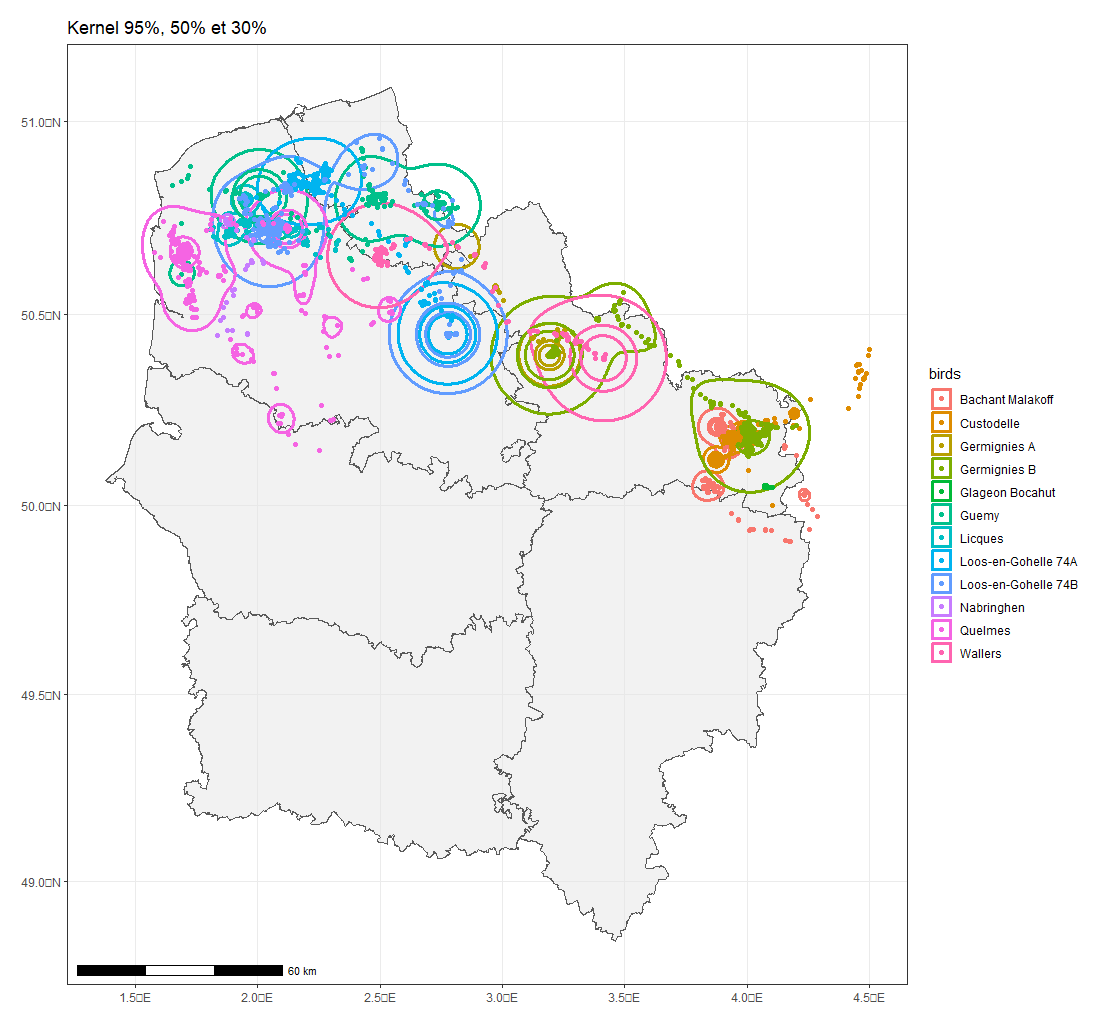 Kernel 95%, 50% et 30%
51.0□N
50.5□N
50.0□N
49.5□N
49.0□N
1.5□E
2.0□E
2.5□E
3.0□E
3.5□E
4.0□E
4.5□E
60 km
birds
Bachant Malakoff
Custodelle
Germignies A
Germignies B
Glageon Bocahut
Guemy
Licques
Loos-en-Gohelle 74A
Loos-en-Gohelle 74B
Nabringhen
Quelmes
Wallers